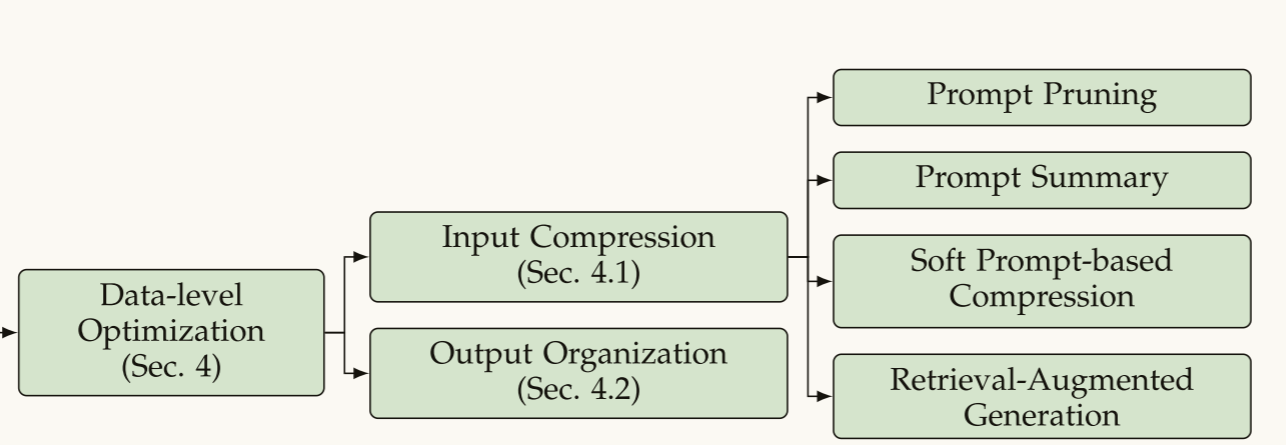 Data-level
Optimization
(Sec. 4)
Input Compression
(Sec. 4.1)
Output Organization
(Sec. 4.2)
Prompt Pruning
Prompt Summary
Soft Prompt-based
Compression
Retrieval-Augmented
Generation